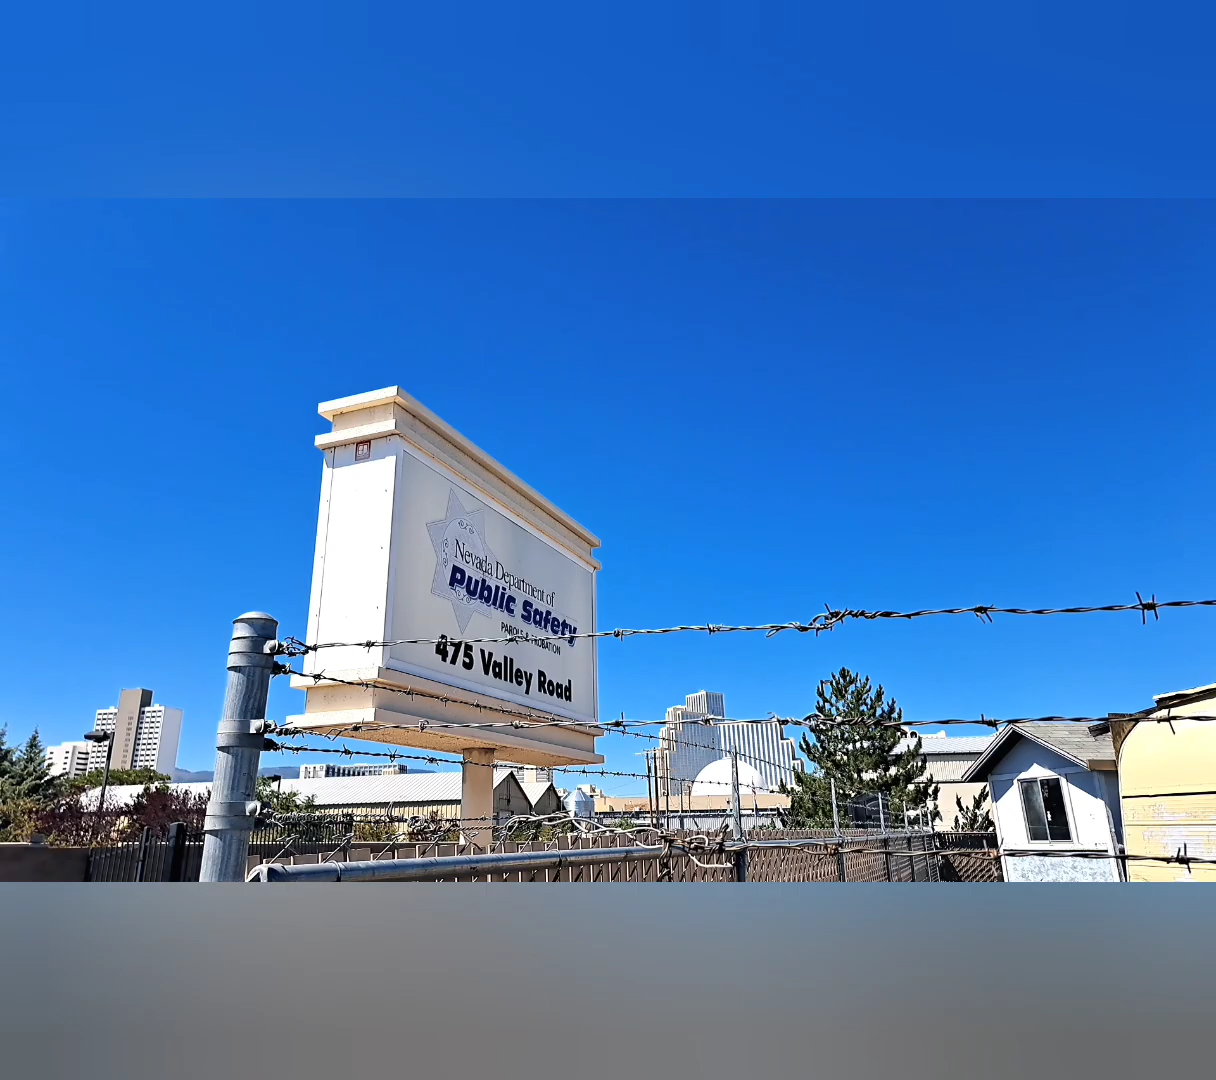 Nevada Department of
Public Safety
PAROLE & PROBATION
475 Valley Road